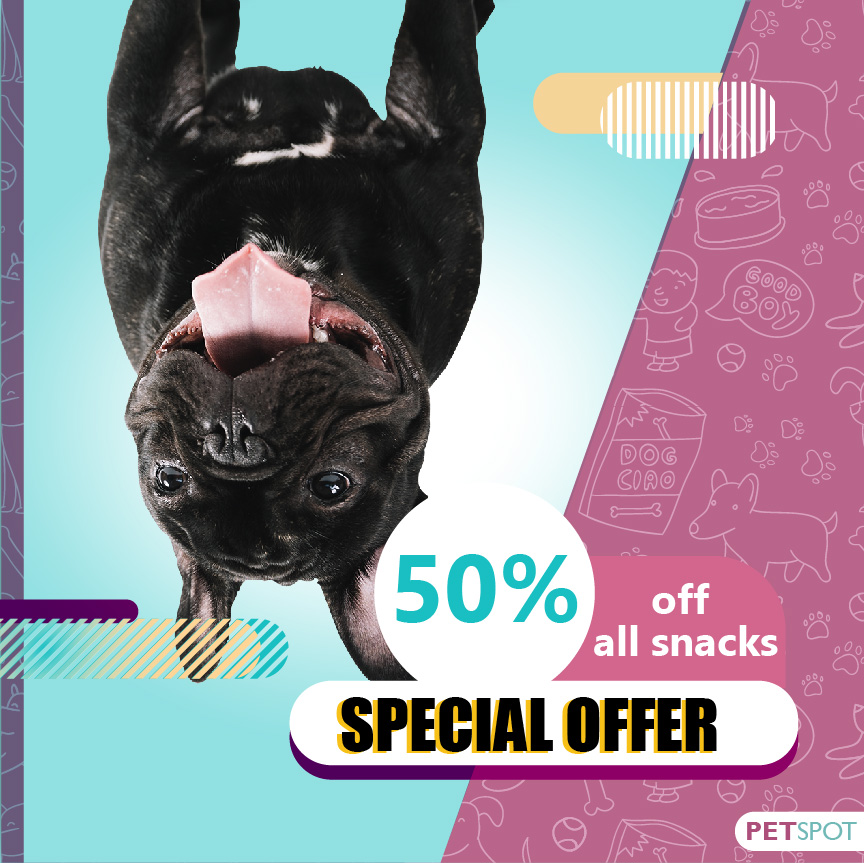 GOOD
BOY
DOG
CIAO
50%
off
all snacks
SPECIAL OFFER
PETSPOT